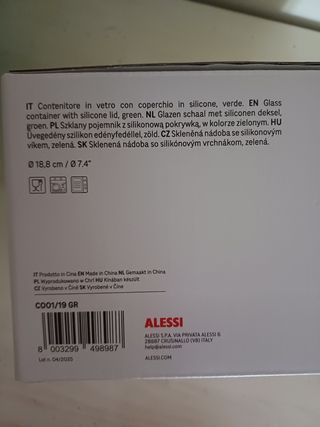 IT Contenitore in vetro con coperchio in silicone, verde. EN Glass
container with silicone lid, green. NL Glazen schaal met siliconen deksel,
groen. PL Szklany pojemnik z silikonową pokrywką, w kolorze zielonym. HU
Üvegedény szilikon edényfedéllel, zöld. CZ Skleněná nádoba se silikonovým
víkem, zelená. SK Sklenená nádoba so silikónovým vrchnákom, zelená.
Ø 18,8 cm / Ø 7.4”
IT Prodotto in Cina EN Made in China NL Gemaakt in China
PL Wyprodukowano w ChrI HU Kínában készült
CZ Vyrobeno v Číně SK Vyrobené v Číne
CO01/19 GR
8 003299 498987
Lid n. 04/2025
ALESSI
ALESSI S.P.A. VIA PRIVATA ALESSI 6
28887 CRUSINALLO (VB) ITALY
help@alessi.com
ALESSI.COM